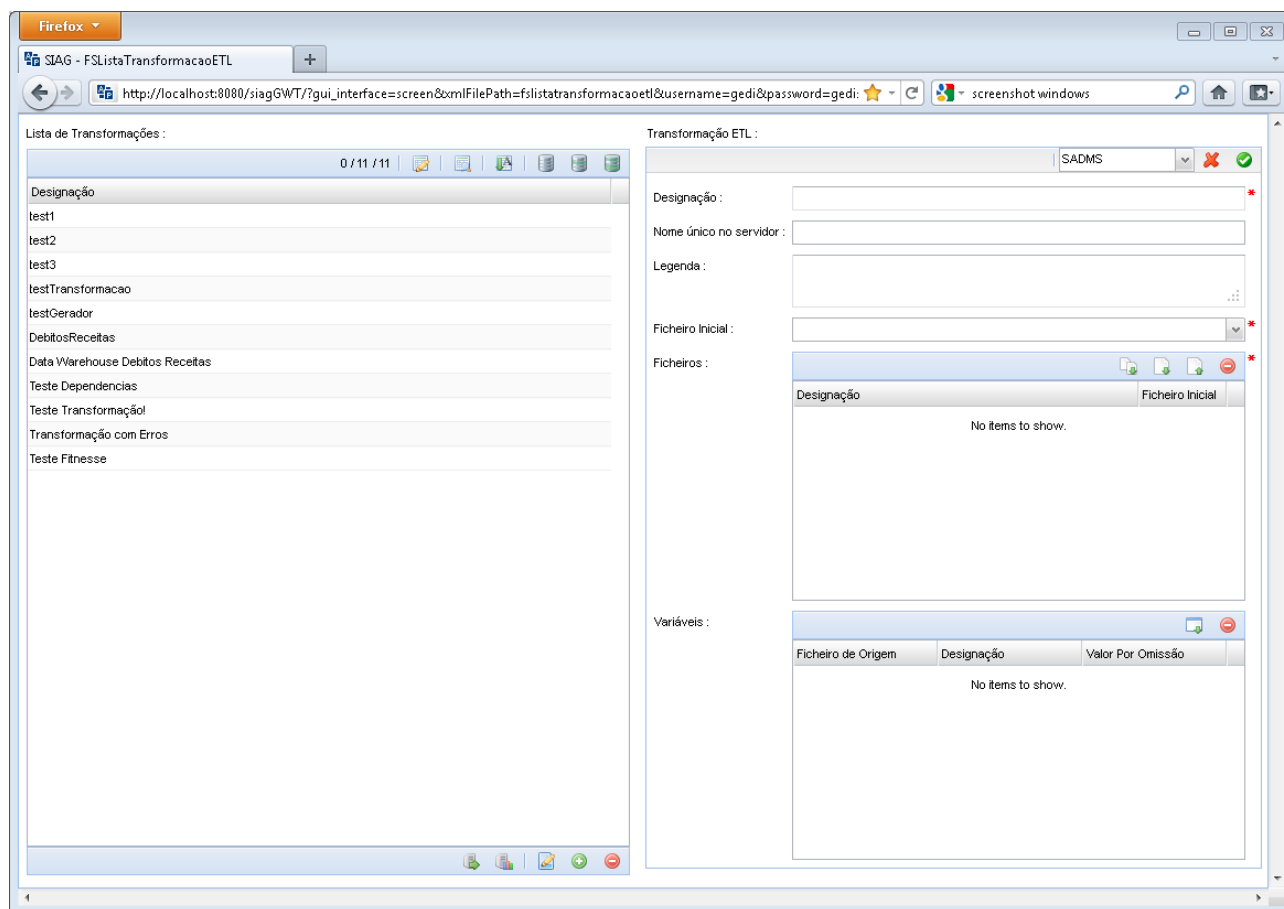 Firefox
SIAG - FSListaTransformacaoETL
http://localhost:8080/siagGWT/?gui_interface=screen&xmlFilePath=fslistatransformacaoetl&username=gedi&password=gedi:
screenshot windows
Lista de Transformações :
0 / 11 / 11
Designação
test1
test2
test3
testTransformacao
testGerador
DebitosReceitas
Data Warehouse Debitos Receitas
Teste Dependencias
Teste Transformação!
Transformação com Erros
Teste Fitnesse
Transformação ETL :
SADMS
Designação :
*
Nome único no servidor :
Legenda :
Ficheiro Inicial :
*
Ficheiros :
*
Designação
Ficheiro Inicial
No items to show.
Variáveis :
Ficheiro de Origem
Designação
Valor Por Omissão
No items to show.